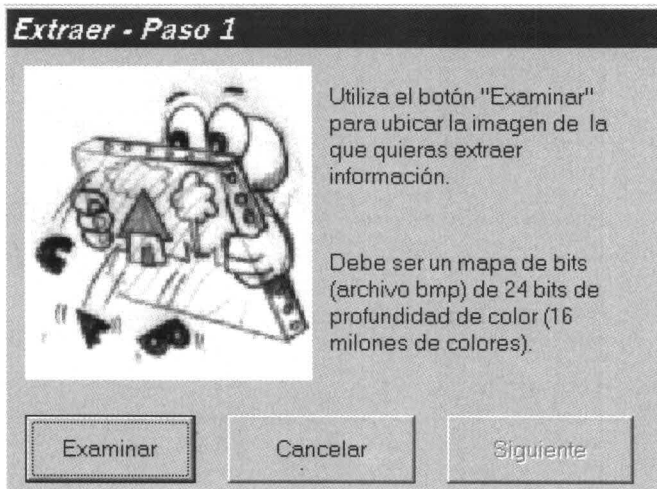 Extraer - Paso 1
Utiliza el botón "Examinar"
para ubicar la imagen de la
que quieras extraer
información.
Debe ser un mapa de bits
(archivo bmp) de 24 bits de
profundidad de color (16
milones de colores).
Examinar
Cancelar
Siguiente